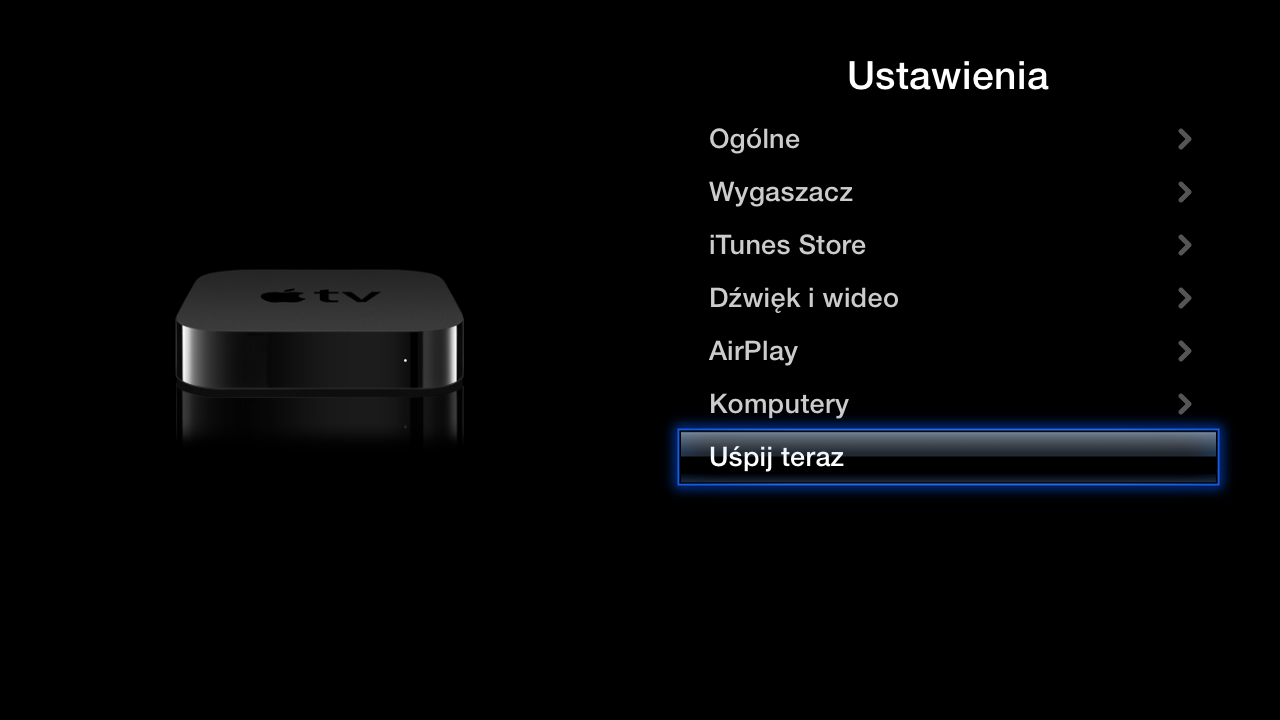 tv
Ustawienia
Ogólne
Wygaszacz
iTunes Store
Dźwięk i wideo
AirPlay
Komputery
Uśpij teraz